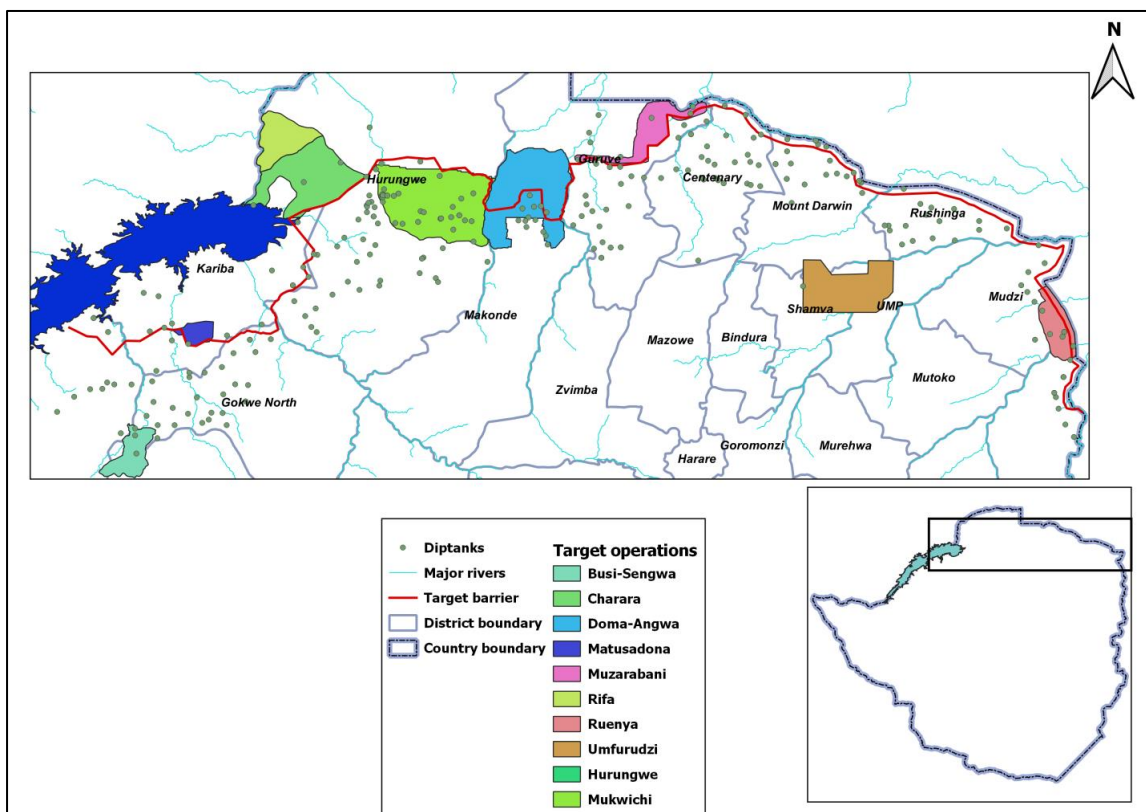 N
Guruve
Hurungwe
Centenary
Mount Darwin
Rushinga
Kariba
Mudzi
Makonde
Shamva
UMP
Mazowe
Bindura
Mutoko
Zvimba
Gokwe North
Goromonzi
Murehwa
Harare
Diptanks
Major rivers
Target barrier
District boundary
Country boundary
Target operations
Busi-Sengwa
Charara
Doma-Angwa
Matusadona
Muzarabani
Rifa
Ruenya
Umfurudzi
Hurungwe
Mukwichi